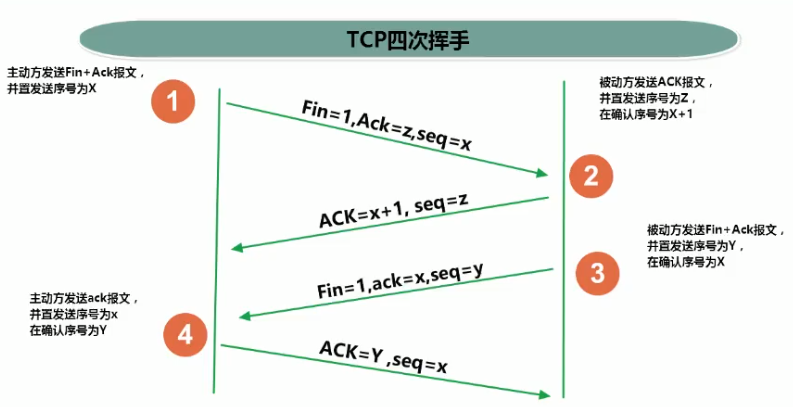 TCP四次挥手
主动方发送Fin+Ack报文，
并置发送序号为X
1
被动方发送ACK报文，
并置发送序号为Z，
在确认序号为X+1
Fin=1,Ack=z,seq=x
2
ACK=x+1, seq=z
被动方发送Fin+Ack报文，
并置发送序号为Y，
在确认序号为X
3
Fin=1,ack=x,seq=y
主动方发送ack报文，
并置发送序号为x
在确认序号为Y
4
ACK=Y ,seq=x